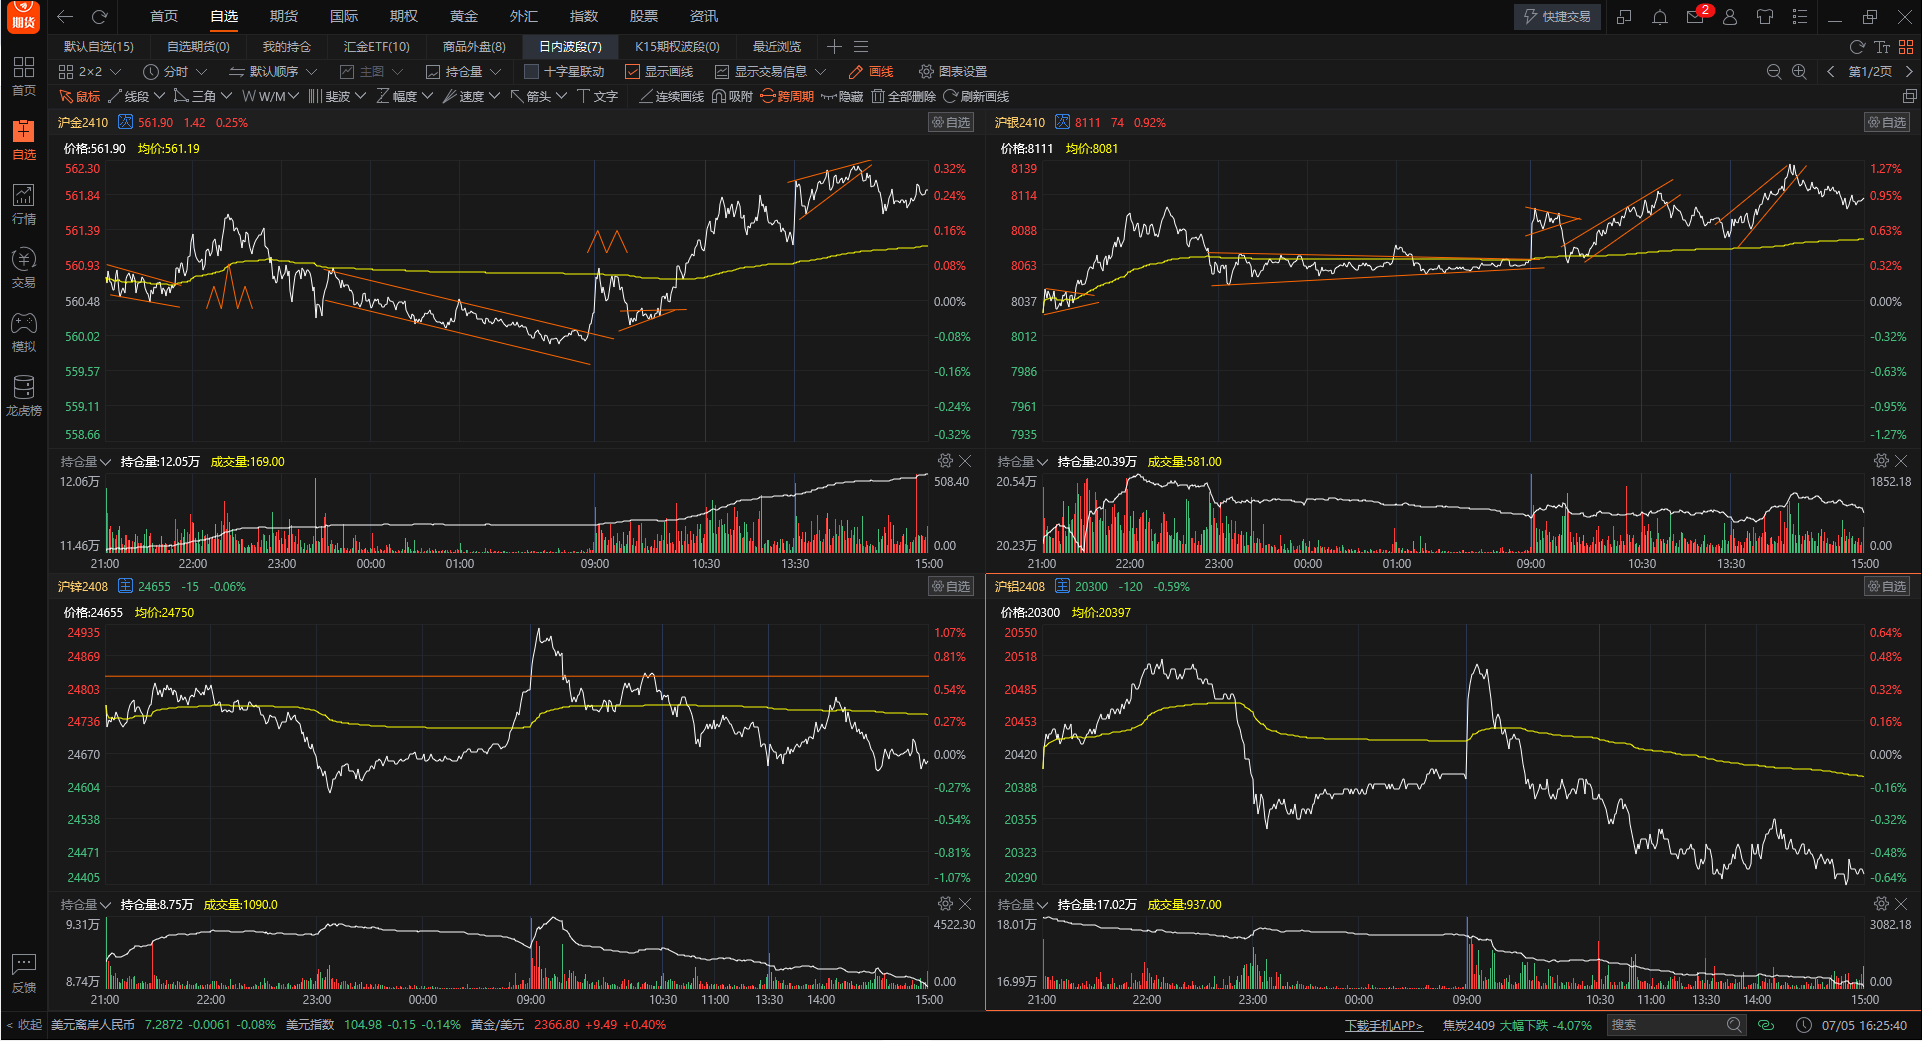 期货 首页 自选 期货 国际 期权 黄金 外汇 指数 股票 资讯 快捷交易 2
默认自选(15) 自选期货(0) 我的持仓 汇金ETF(10) 商品外盘(8) 日内波段(7) K15期权波段(0) 最近浏览
2×2 分时 默认顺序 主图 持仓量 十字星联动 显示画线 显示交易信息 画线 图表设置 第1/2页
鼠标 线段 三角 W/M 斐波 幅度 速度 箭头 文字 连续画线 吸附 跨周期 隐藏 全部删除 刷新画线
首页
自选
行情
交易
模拟
龙虎榜
反馈
沪金2410 次 561.90 1.42 0.25% 自选
价格:561.90 均价:561.19
562.30 0.32%
561.84 0.24%
561.39 0.16%
560.93 0.08%
560.48 0.00%
560.02 -0.08%
559.57 -0.16%
559.11 -0.24%
558.66 -0.32%
持仓量 持仓量:12.05万 成交量:169.00
12.06万 508.40
11.46万 0.00
21:00 22:00 23:00 00:00 01:00 09:00 10:30 13:30 15:00
沪银2410 次 8111 74 0.92% 自选
价格:8111 均价:8081
8139 1.27%
8114 0.95%
8088 0.63%
8063 0.32%
8037 0.00%
8012 -0.32%
7986 -0.63%
7961 -0.95%
7935 -1.27%
持仓量 持仓量:20.39万 成交量:581.00
20.54万 1852.18
20.23万 0.00
21:00 22:00 23:00 00:00 01:00 09:00 10:30 13:30 15:00
沪锌2408 主 24655 -15 -0.06% 自选
价格:24655 均价:24750
24935 1.07%
24869 0.81%
24803 0.54%
24736 0.27%
24670 0.00%
24604 -0.27%
24538 -0.54%
24471 -0.81%
24405 -1.07%
持仓量 持仓量:8.75万 成交量:1090.0
9.31万 4522.30
8.74万 0.00
21:00 22:00 23:00 00:00 09:00 10:30 11:00 13:30 14:00 15:00
沪铝2408 主 20300 -120 -0.59% 自选
价格:20300 均价:20397
20550 0.64%
20518 0.48%
20485 0.32%
20453 0.16%
20420 0.00%
20388 -0.16%
20355 -0.32%
20323 -0.48%
20290 -0.64%
持仓量 持仓量:17.02万 成交量:937.00
18.01万 3082.18
16.99万 0.00
21:00 22:00 23:00 00:00 09:00 10:30 11:00 13:30 14:00 15:00
< 收起 美元离岸人民币 7.2872 -0.0061 -0.08% 美元指数 104.98 -0.15 -0.14% 黄金/美元 2366.80 +9.49 +0.40% 下载手机APP> 焦炭2409 大幅下跌 -4.07% 搜索 07/05 16:25:40